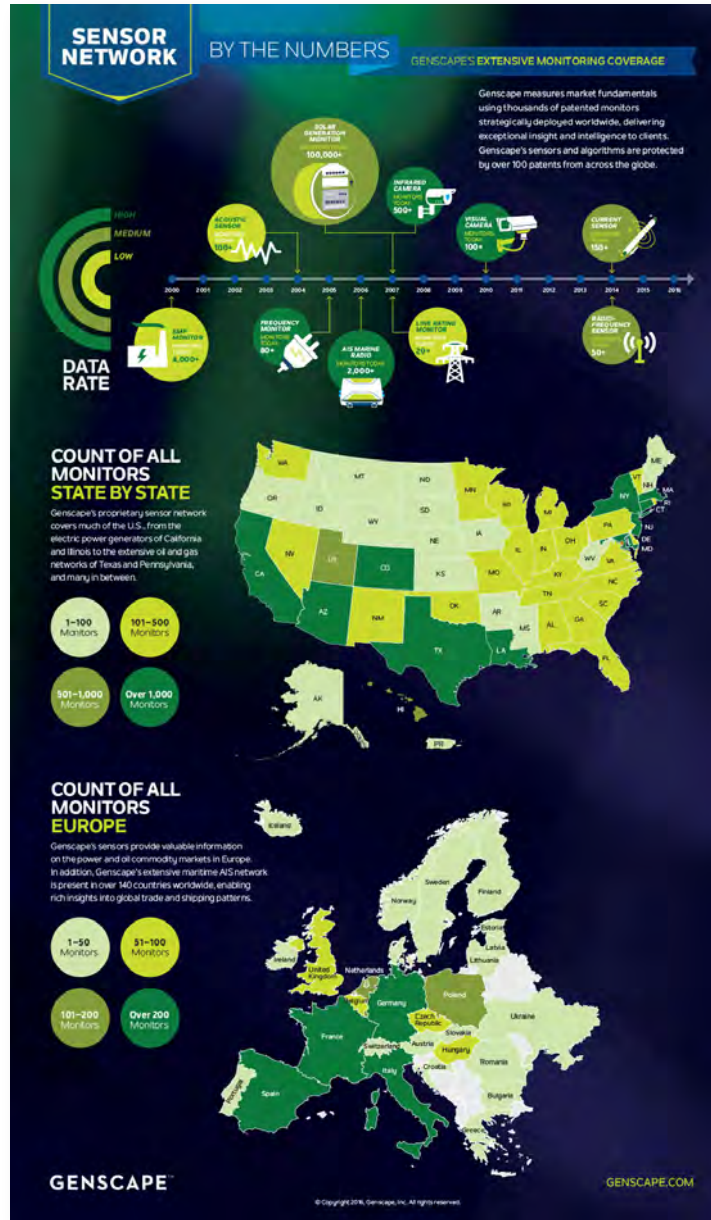 SENSOR
NETWORK
BY THE NUMBERS
GENSCAPE'S EXTENSIVE MONITORING COVERAGE
Genscape measures market fundamentals
using thousands of patented monitors
strategically deployed worldwide, delivering
exceptional insight and intelligence to clients.
Genscape's sensors and algorithms are protected
by over 100 patents from across the globe.
SOLAR
GENERATION
MONITOR
100,000+
INFRARED
CAMERA
MONITORS
TODAY
500+
HIGH
MEDIUM
LOW
ACOUSTIC
SENSOR
VISUAL
CAMERA
MONITORS
TODAY
100+
CURRENT
SENSOR
150+
2000 2001 2002 2003 2004 2005 2006 2007 2008 2009 2010 2011 2012 2013 2014 2015 2016
EMF
MONITOR
4,000+
FREQUENCY
MONITOR
MONITORS
TODAY
80+
AIS MARINE
RADIO
MONITORS TODAY
2,000+
LINE RATING
MONITOR
20+
RADIO-
FREQUENCY
SENSOR
50+
DATA
RATE
COUNT OF ALL
MONITORS
STATE BY STATE
Genscape's proprietary sensor network
covers much of the U.S., from the
electric power generators of California
and Illinois to the extensive oil and gas
networks of Texas and Pennsylvania,
and many in between.
1–100
Monitors
101–500
Monitors
501–1,000
Monitors
Over 1,000
Monitors
WA
MT
ND
MN
ME
VT
NH
OR
ID
SD
WI
MI
NY
MA
RI
CT
WY
NE
IA
PA
NJ
NV
UT
CO
KS
MO
IL
IN
OH
WV
VA
DE
MD
CA
KY
NC
AZ
NM
OK
AR
TN
SC
TX
LA
MS
AL
GA
FL
AK
HI
PR
COUNT OF ALL
MONITORS
EUROPE
Genscape's sensors provide valuable information
on the power and oil commodity markets in Europe.
In addition, Genscape's extensive maritime AIS network
is present in over 140 countries worldwide, enabling
rich insights into global trade and shipping patterns.
1–50
Monitors
51–100
Monitors
101–200
Monitors
Over 200
Monitors
Iceland
Sweden
Norway
Finland
Estonia
Latvia
Lithuania
Ireland
United
Kingdom
Netherlands
Belgium
Germany
Poland
Czech
Republic
Slovakia
Ukraine
France
Switzerland
Austria
Hungary
Croatia
Romania
Italy
Bulgaria
Portugal
Spain
Greece
GENSCAPE™
GENSCAPE.COM
© Copyright 2016, Genscape, Inc. All rights reserved.